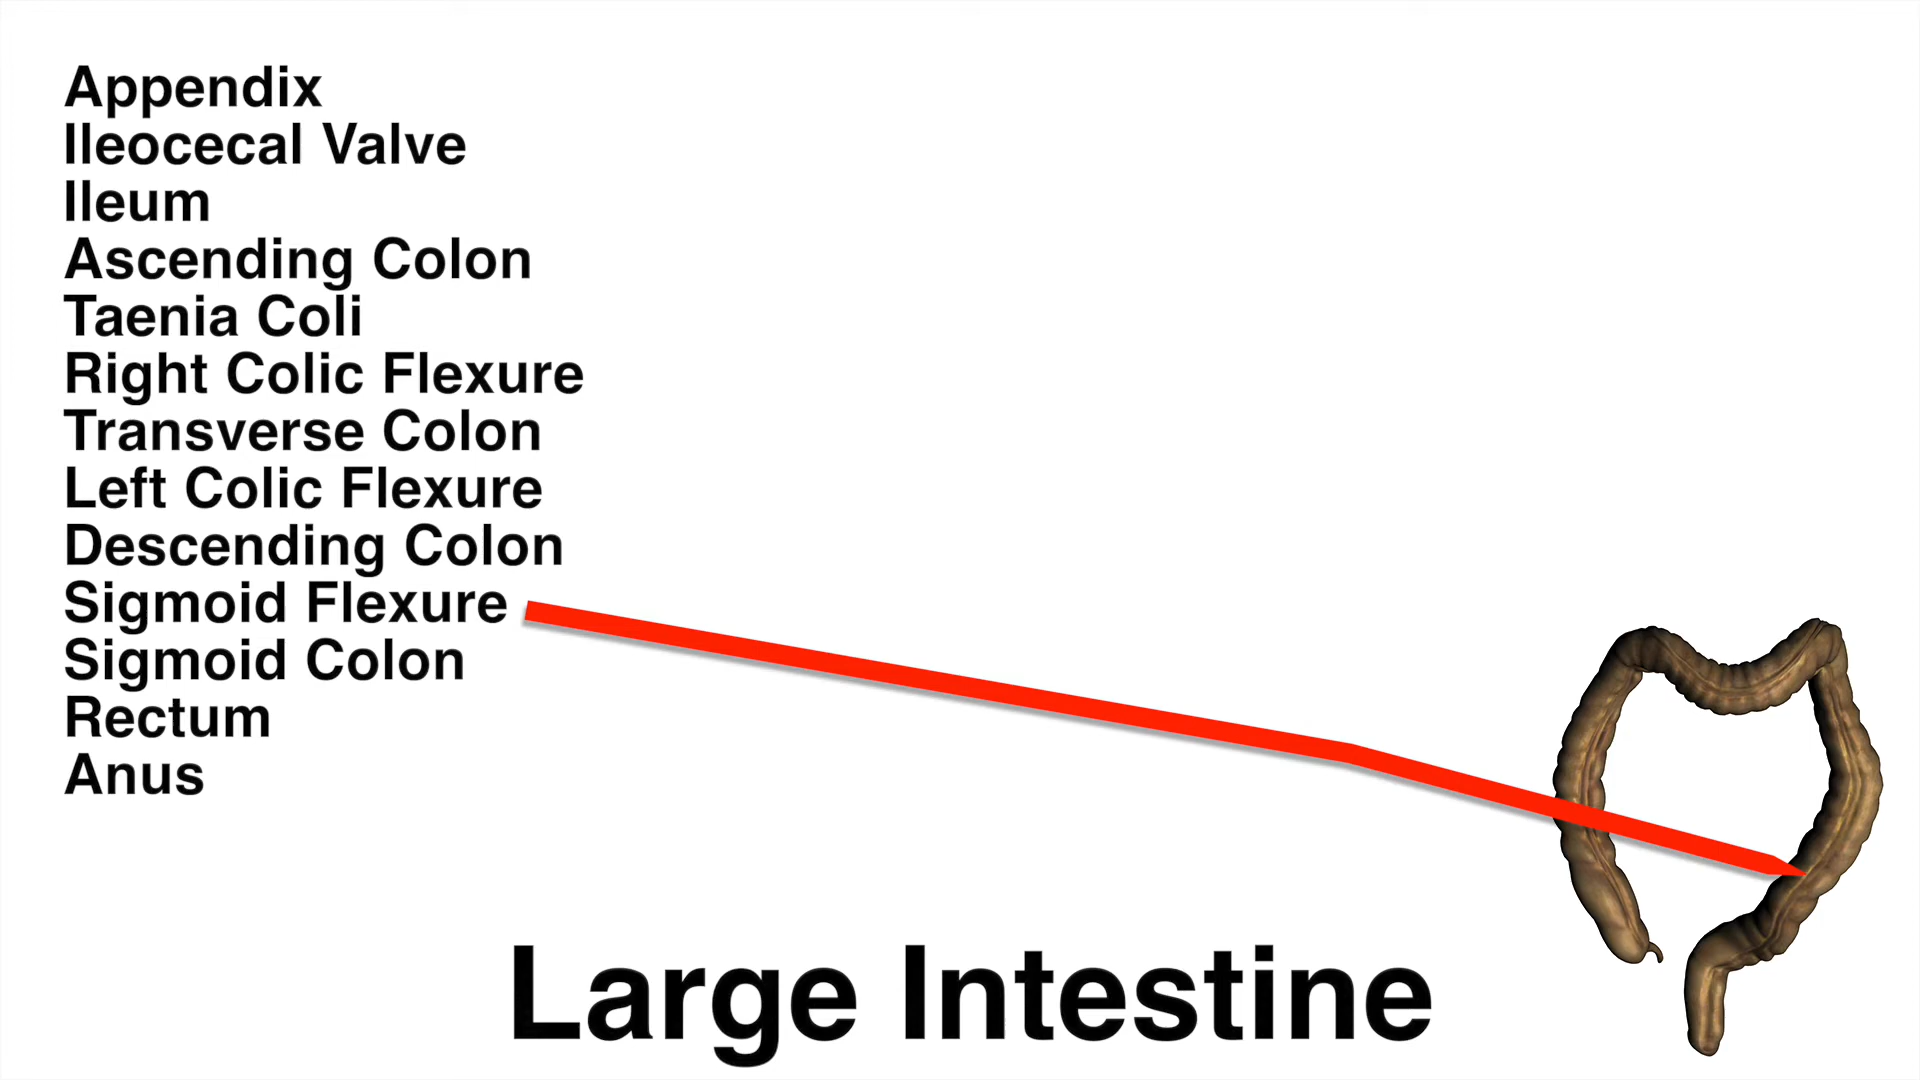 Appendix
Ileocecal Valve
Ileum
Ascending Colon
Taenia Coli
Right Colic Flexure
Transverse Colon
Left Colic Flexure
Descending Colon
Sigmoid Flexure
Sigmoid Colon
Rectum
Anus
Large Intestine